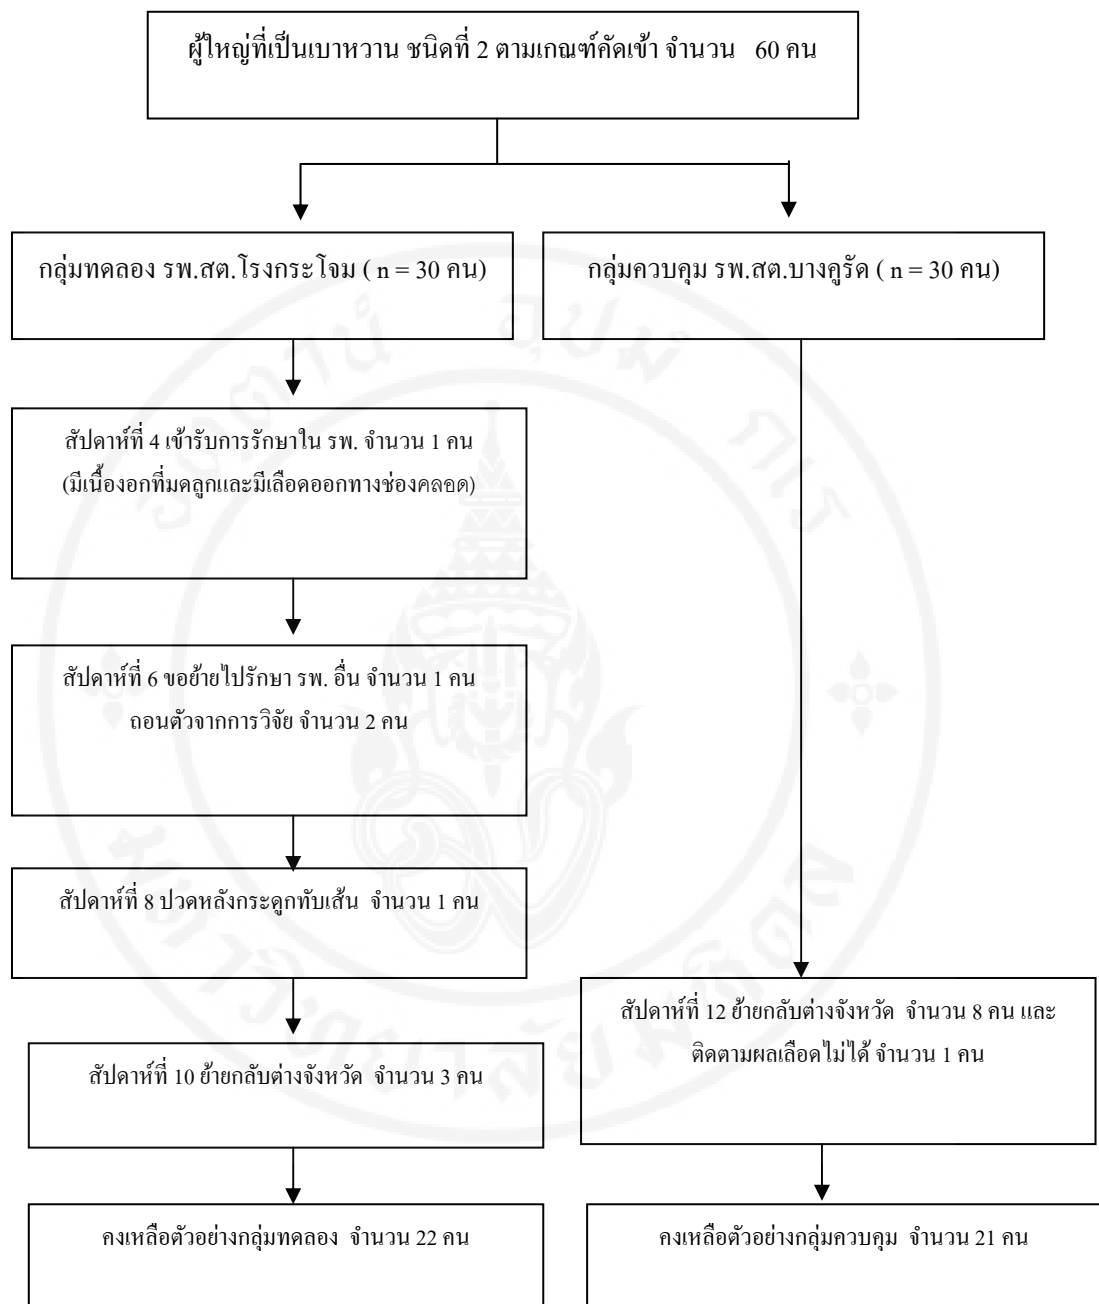 ผู้ใหญ่ที่เป็นเบาหวาน ชนิดที่ 2 ตามเกณฑ์คัดเข้า จำนวน 60 คน
กลุ่มทดลอง รพ.สต.โรงกระโจม ( n = 30 คน)
กลุ่มควบคุม รพ.สต.บางคูรัด ( n = 30 คน)
สัปดาห์ที่ 4 เข้ารับการรักษาใน รพ. จำนวน 1 คน
(มีเนื้องอกที่มดลูกและมีเลือดออกทางช่องคลอด)
สัปดาห์ที่ 6 ขอย้ายไปรักษา รพ. อื่น จำนวน 1 คน
ถอนตัวจากการวิจัย จำนวน 2 คน
สัปดาห์ที่ 8 ปวดหลังกระดูกทับเส้น จำนวน 1 คน
สัปดาห์ที่ 10 ย้ายกลับต่างจังหวัด จำนวน 3 คน
สัปดาห์ที่ 12 ย้ายกลับต่างจังหวัด จำนวน 8 คน และ
ติดตามผลเลือดไม่ได้ จำนวน 1 คน
คงเหลือตัวอย่างกลุ่มทดลอง จำนวน 22 คน
คงเหลือตัวอย่างกลุ่มควบคุม จำนวน 21 คน
มหาวิทยาลัยมหิดล